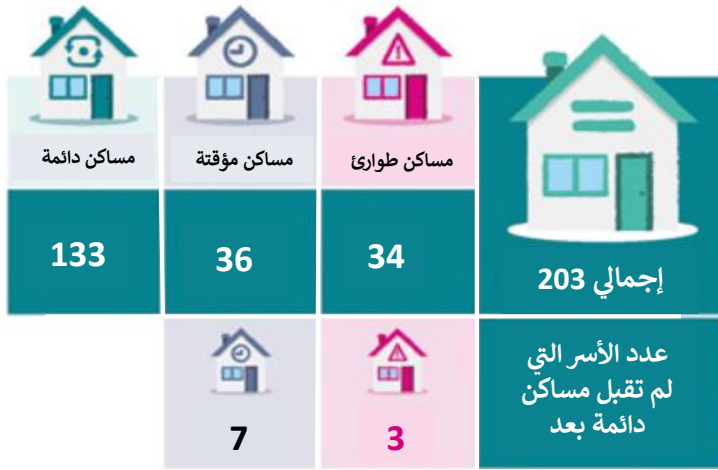 مساكن طوارئ
مساكن مؤقتة
مساكن دائمة
إجمالي 203
34
36
133
عدد الأسر التي
لم تقبل مساكن
دائمة بعد
3
7